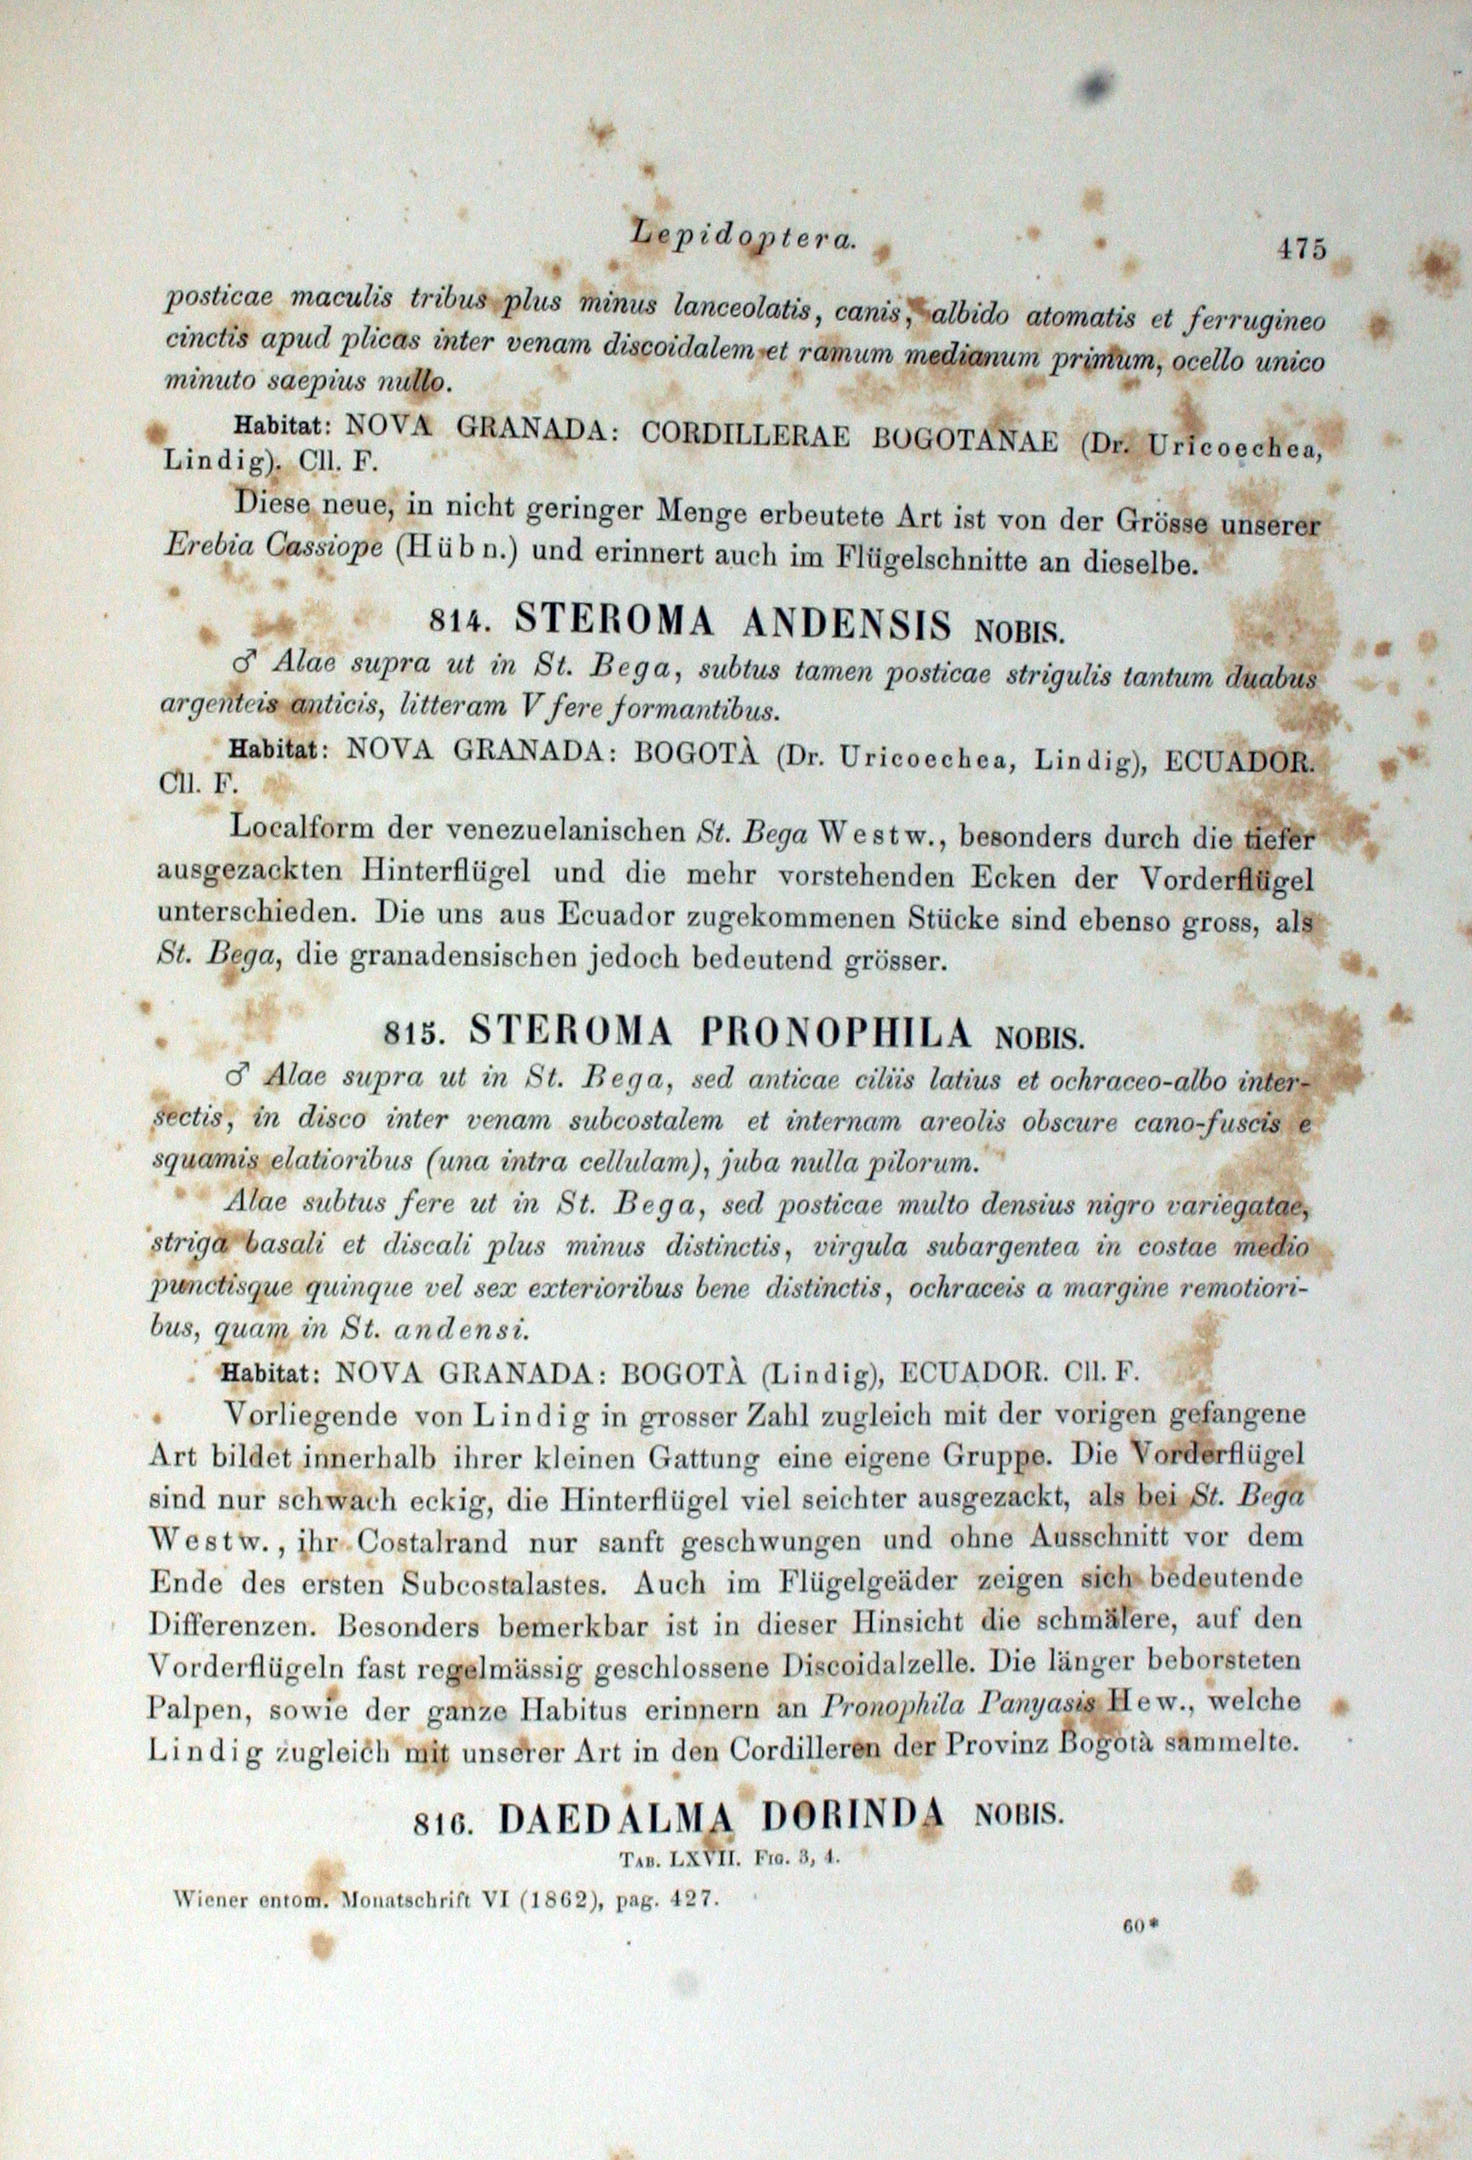 Lepidoptera.
475
posticae maculis tribus plus minus lanceolatis, canis, albido atomatis et ferrugineo
cinctis apud plicas inter venam discoidalem et ramum medianum primum, ocello unico
minuto saepius nullo.
Habitat: NOVA GRANADA: CORDILLERAE BOGOTANAE (Dr. Uricoechea,
Lindig). Cll. F.
Diese neue, in nicht geringer Menge erbeutete Art ist von der Grösse unserer
Erebia Cassiope (Hübn.) und erinnert auch im Flügelschnitte an dieselbe.
814. STEROMA ANDENSIS NOBIS.
♂ Alae supra ut in St. Bega, subtus tamen posticae strigulis tantum duabus
argenteis anticis, litteram V fere formantibus.
Habitat: NOVA GRANADA: BOGOTÀ (Dr. Uricoechea, Lindig), ECUADOR.
Cll. F.
Localform der venezuelanischen St. Bega Westw., besonders durch die tiefer
ausgezackten Hinterflügel und die mehr vorstehenden Ecken der Vorderflügel
unterschieden. Die uns aus Ecuador zugekommenen Stücke sind ebenso gross, als
St. Bega, die granadensischen jedoch bedeutend grösser.
815. STEROMA PRONOPHILA NOBIS.
♂ Alae supra ut in St. Bega, sed anticae ciliis latius et ochraceo-albo inter-
sectis, in disco inter venam subcostalem et internam areolis obscure cano-fuscis e
squamis elatioribus (una intra cellulam), juba nulla pilorum.
Alae subtus fere ut in St. Bega, sed posticae multo densius nigro variegatae,
striga basali et discali plus minus distinctis, virgula subargentea in costae medio
punctisque quinque vel sex exterioribus bene distinctis, ochraceis a margine remotiori-
bus, quam in St. andensi.
Habitat: NOVA GRANADA: BOGOTÀ (Lindig), ECUADOR. Cll. F.
Vorliegende von Lindig in grosser Zahl zugleich mit der vorigen gefangene
Art bildet innerhalb ihrer kleinen Gattung eine eigene Gruppe. Die Vorderflügel
sind nur schwach eckig, die Hinterflügel viel seichter ausgezackt, als bei St. Bega
Westw., ihr Costalrand nur sanft geschwungen und ohne Ausschnitt vor dem
Ende des ersten Subcostalastes. Auch im Flügelgeäder zeigen sich bedeutende
Differenzen. Besonders bemerkbar ist in dieser Hinsicht die schmälere, auf den
Vorderflügeln fast regelmässig geschlossene Discoidalzelle. Die länger beborsteten
Palpen, sowie der ganze Habitus erinnern an Pronophila Panyasis Hew., welche
Lindig zugleich mit unserer Art in den Cordilleren der Provinz Bogotà sammelte.
816. DAEDALMA DORINDA NOBIS.
TAB. LXVII. FIG. 3, 4.
Wiener entom. Monatschrift VI (1862), pag. 427.
60*